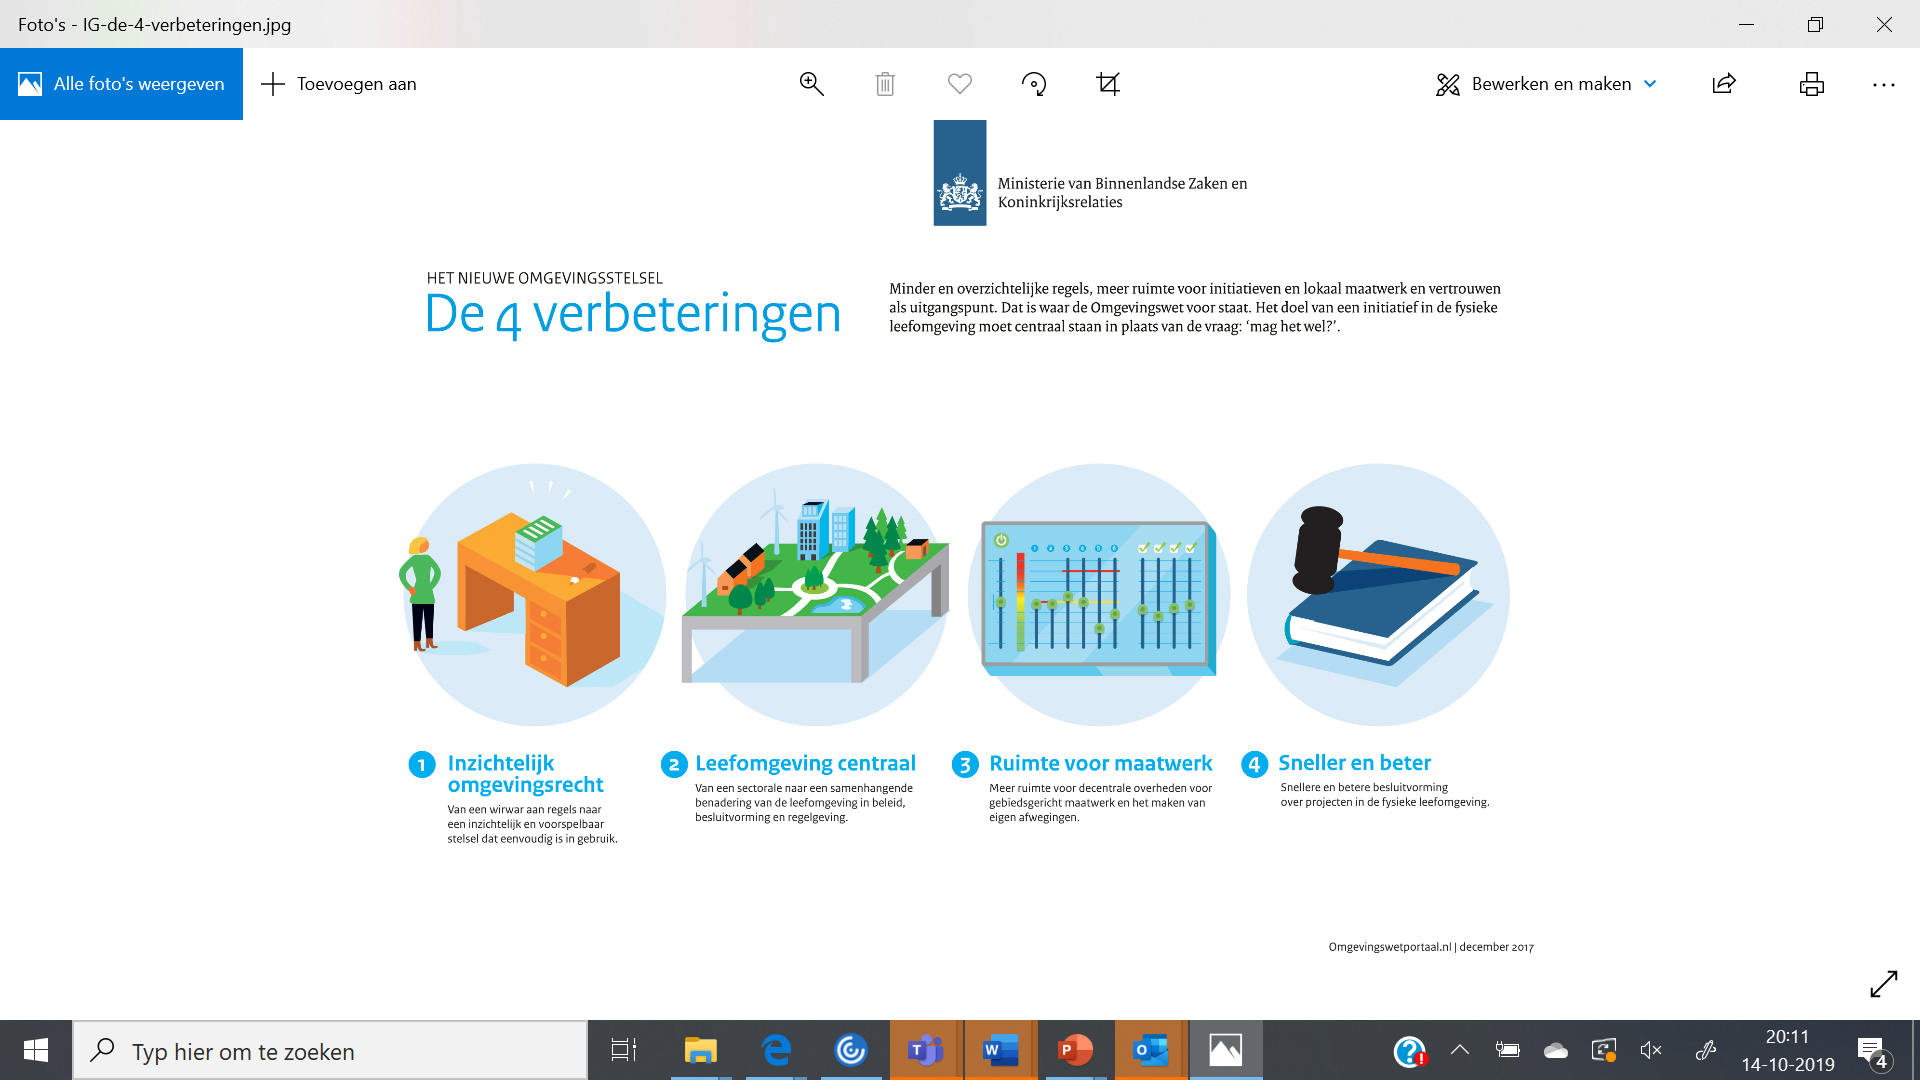 Foto's - IG-de-4-verbeteringen.jpg
Alle foto's weergeven
Toevoegen aan
Bewerken en maken
Ministerie van Binnenlandse Zaken en
Koninkrijksrelaties
HET NIEUWE OMGEVINGSSTELSEL
De 4 verbeteringen
Minder en overzichtelijke regels, meer ruimte voor initiatieven en lokaal maatwerk en vertrouwen
als uitgangspunt. Dat is waar de Omgevingswet voor staat. Het doel van een initiatief in de fysieke
leefomgeving moet centraal staan in plaats van de vraag: ‘mag het wel?’.
1 2 3 4 5 6
1 Inzichtelijk
omgevingsrecht
Van een wirwar aan regels naar
een inzichtelijk en voorspelbaar
stelsel dat eenvoudig is in gebruik.
2 Leefomgeving centraal
Van een sectorale naar een samenhangende
benadering van de leefomgeving in beleid,
besluitvorming en regelgeving.
3 Ruimte voor maatwerk
Meer ruimte voor decentrale overheden voor
gebiedsgericht maatwerk en het maken van
eigen afwegingen.
4 Sneller en beter
Snellere en betere besluitvorming
over projecten in de fysieke leefomgeving.
Omgevingswetportaal.nl | december 2017
Typ hier om te zoeken
20:11
14-10-2019
4